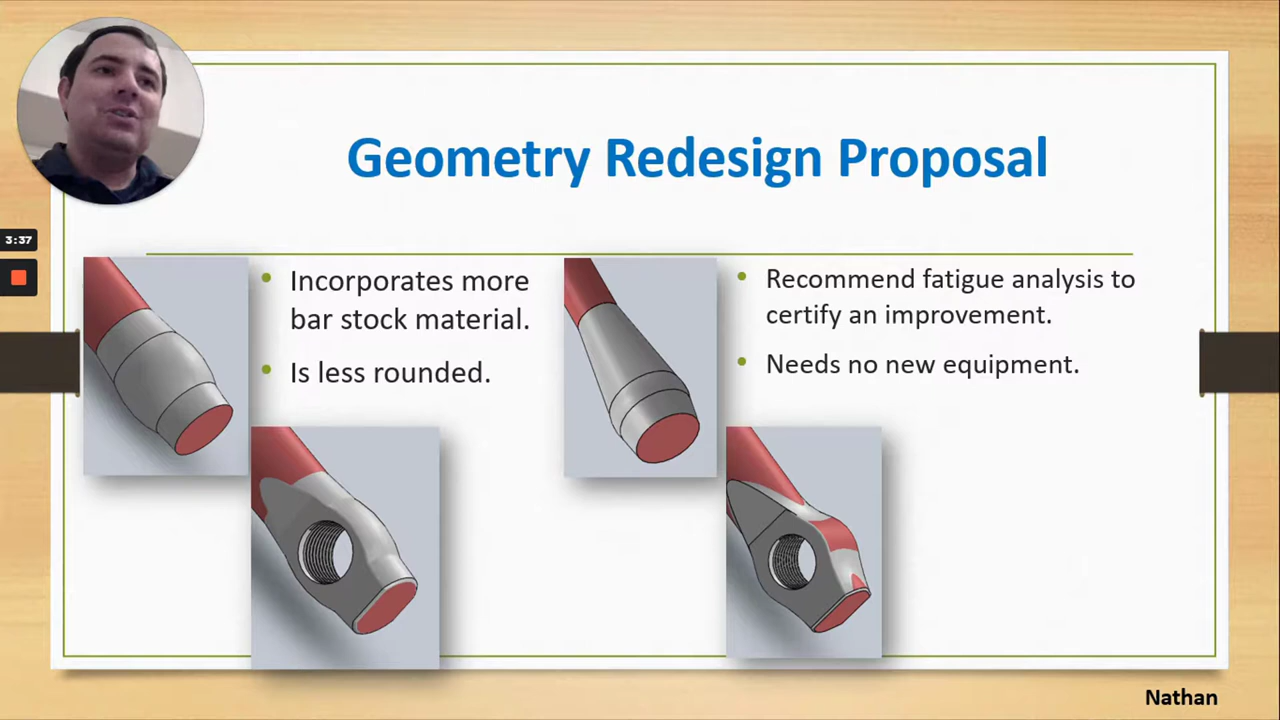 Geometry Redesign Proposal
3:37
Incorporates more
bar stock material.
Is less rounded.
Recommend fatigue analysis to
certify an improvement.
Needs no new equipment.
Nathan